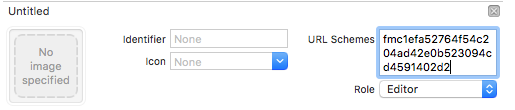 Untitled
No
image
specified
Identifier None
Icon None
URL Schemes fmc1efa52764f54c2
04ad42e0b523094c
d4591402d2
Role Editor